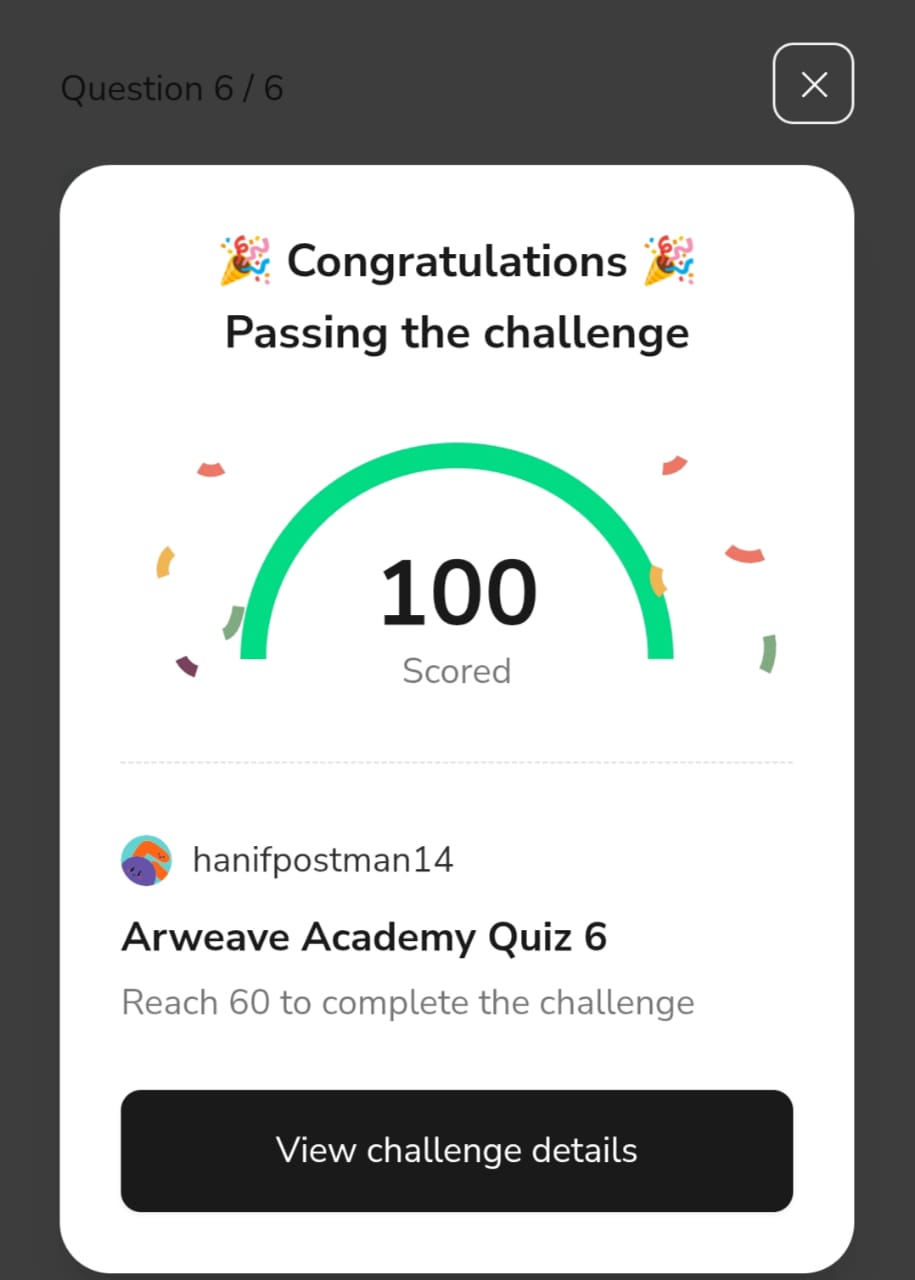 Question 6 / 6
🎉 Congratulations 🎉
Passing the challenge
100
Scored
hanifpostman14
Arweave Academy Quiz 6
Reach 60 to complete the challenge
View challenge details